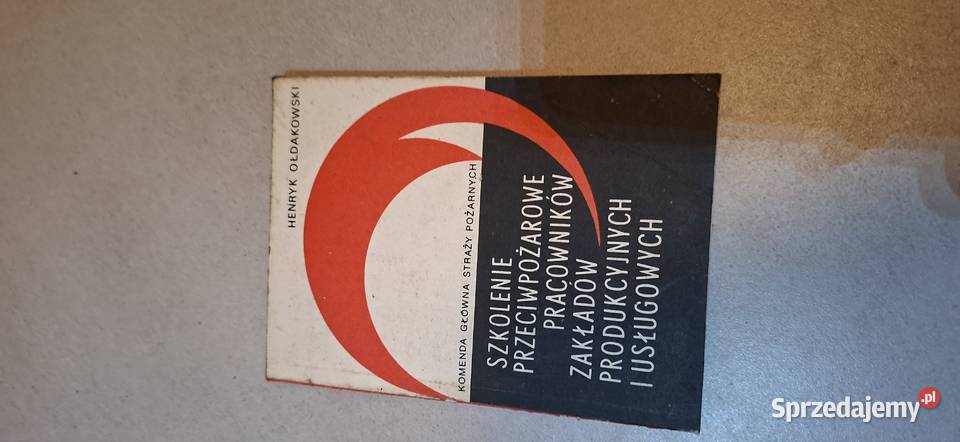 HENRYK OŁDAKOWSKI
KOMENDA GŁÓWNA STRAŻY POŻARNYCH
SZKOLENIE
PRZECIWPOŻAROWE
PRACOWNIKÓW
ZAKŁADÓW
PRODUKCYJNYCH
I USŁUGOWYCH
Sprzedajemy.pl